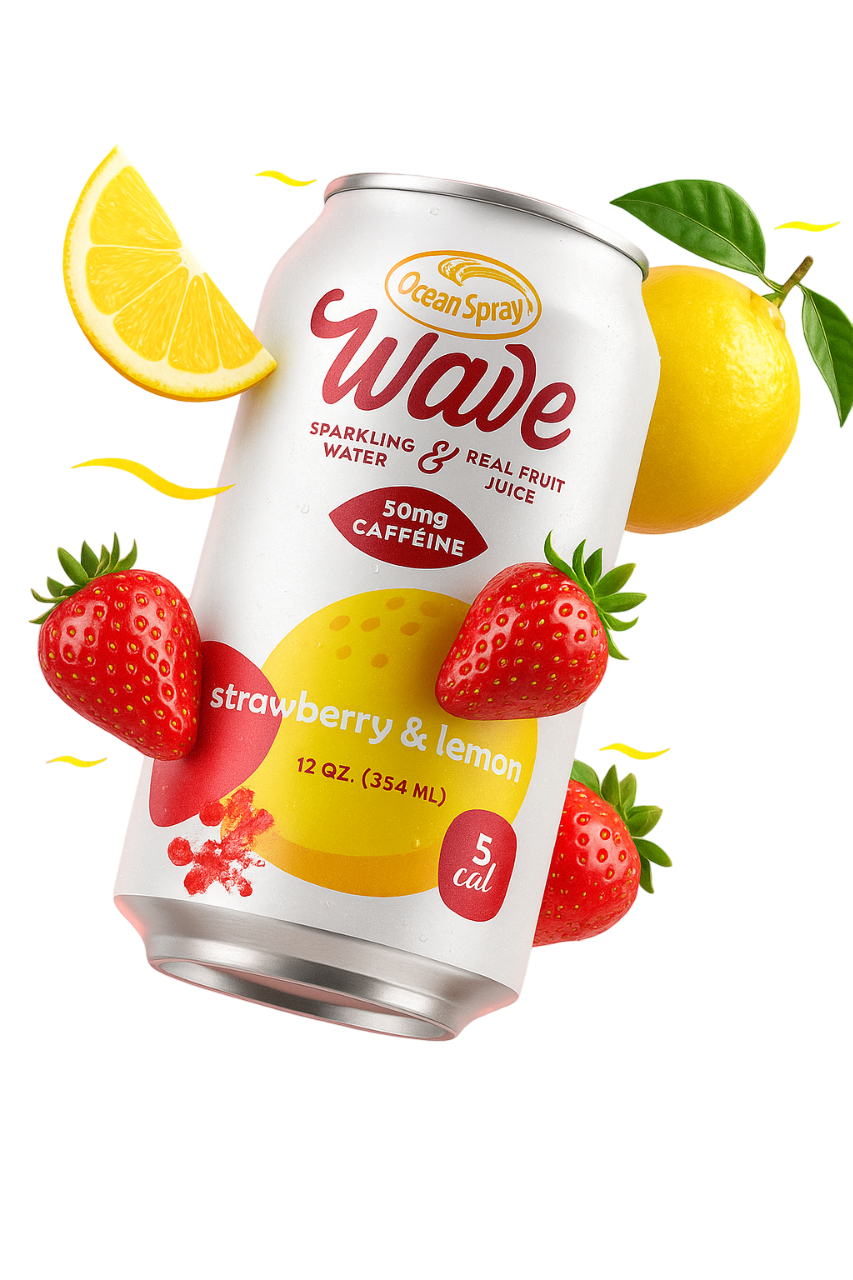 Ocean Spray
Wave
SPARKLING
WATER
&
REAL FRUIT
JUICE
50mg
CAFFÉINE
strawberry & lemon
12 QZ. (354 ML)
5
cal